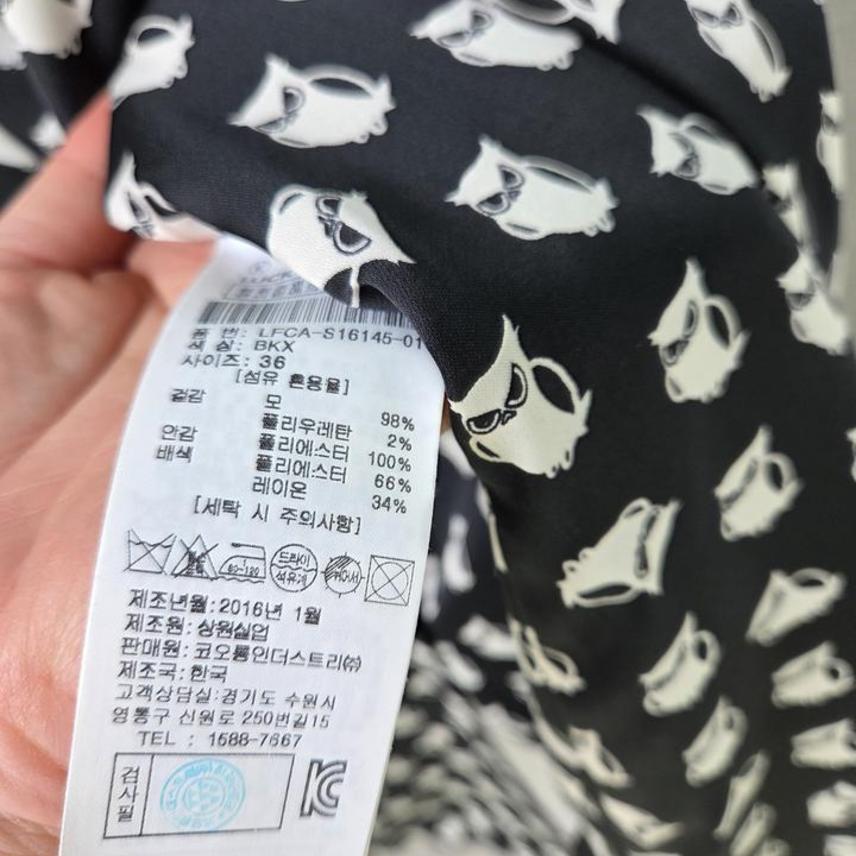 품 번: LFCA-S16145-01
색 상: BKX
사이즈: 36
[섬유 혼용율]
겉감 모 98%
폴리우레탄 2%
안감 폴리에스터 100%
배색 폴리에스터 66%
레이온 34%
[세탁 시 주의사항]
80~120 드라이 석유계
제조년월: 2016년 1월
제조원: 상원실업
판매원: 코오롱인더스트리㈜
제조국: 한국
고객상담실:경기도 수원시
영통구 신원로 250번길15
TEL : 1588-7667
검사필